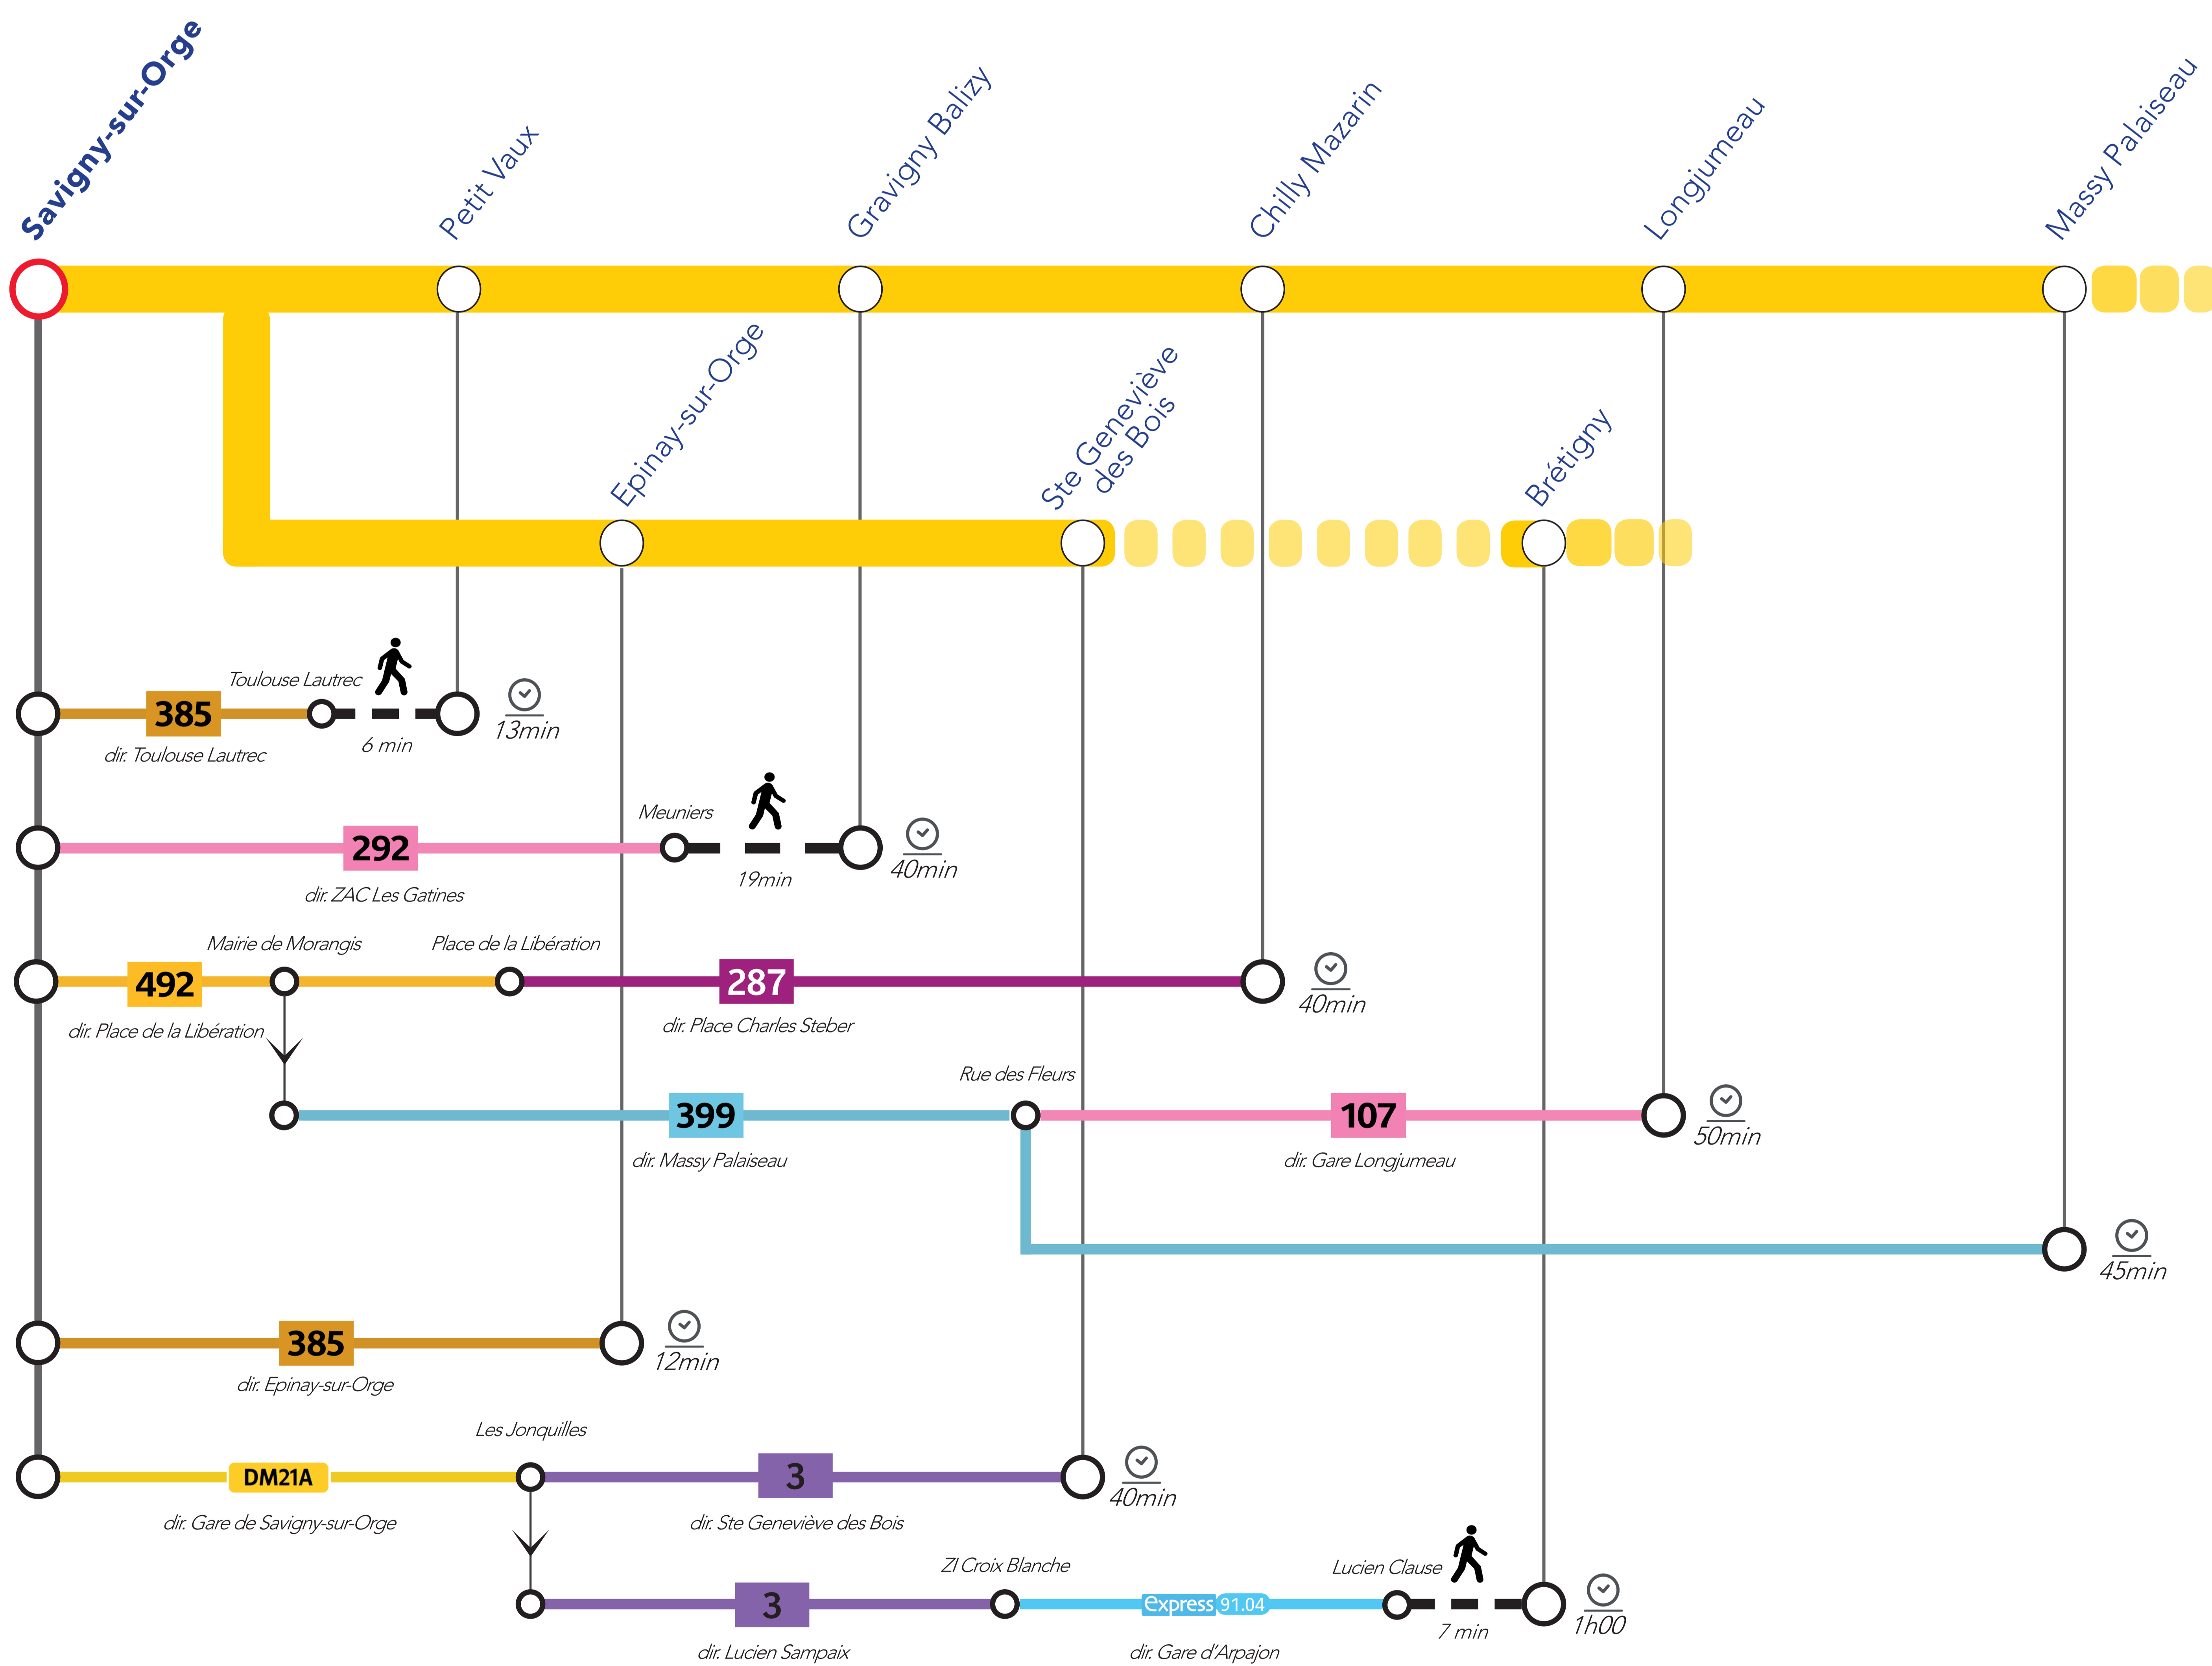 Savigny-sur-Orge
Petit Vaux
Gravigny Balizy
Chilly Mazarin
Longjumeau
Massy Palaiseau
Epinay-sur-Orge
Ste Geneviève
des Bois
Brétigny
Toulouse Lautrec
385
13min
dir. Toulouse Lautrec
6 min
Meuniers
292
40min
19min
dir. ZAC Les Gatines
Mairie de Morangis
Place de la Libération
492
287
40min
dir. Place de la Libération
dir. Place Charles Steber
Rue des Fleurs
399
107
50min
dir. Massy Palaiseau
dir. Gare Longjumeau
45min
385
12min
dir. Epinay-sur-Orge
Les Jonquilles
DM21A
3
40min
dir. Gare de Savigny-sur-Orge
dir. Ste Geneviève des Bois
ZI Croix Blanche
Lucien Clause
3
express 91.04
1h00
7 min
dir. Lucien Sampaix
dir. Gare d'Arpajon